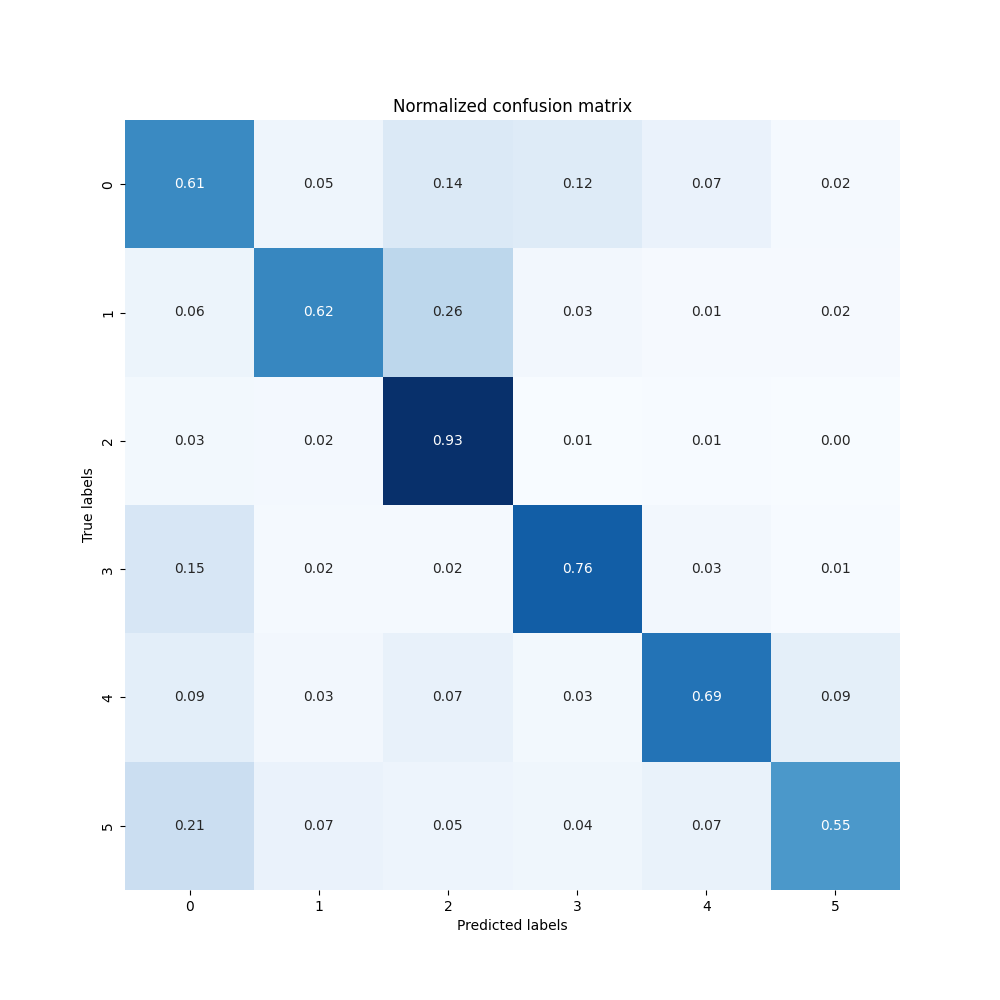 Normalized confusion matrix
0 0.61 0.05 0.14 0.12 0.07 0.02
1 0.06 0.62 0.26 0.03 0.01 0.02
2 0.03 0.02 0.93 0.01 0.01 0.00
3 0.15 0.02 0.02 0.76 0.03 0.01
4 0.09 0.03 0.07 0.03 0.69 0.09
5 0.21 0.07 0.05 0.04 0.07 0.55
0 1 2 3 4 5
True labels
Predicted labels